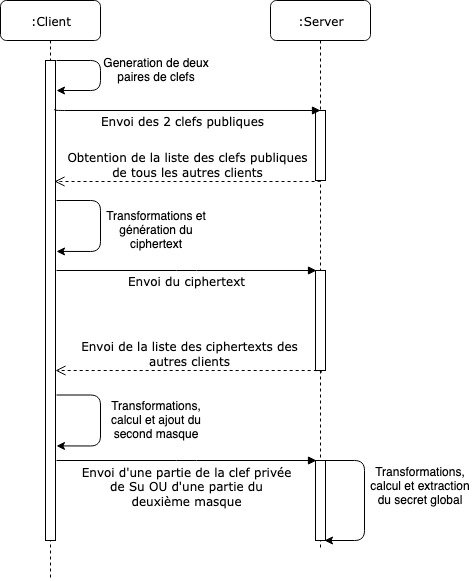 :Client
:Server
Generation de deux
paires de clefs
Envoi des 2 clefs publiques
Obtention de la liste des clefs publiques
de tous les autres clients
Transformations et
génération du
ciphertext
Envoi du ciphertext
Envoi de la liste des ciphertexts des
autres clients
Transformations,
calcul et ajout du
second masque
Envoi d'une partie de la clef privée
de Su OU d'une partie du
deuxième masque
Transformations,
calcul et extraction
du secret global